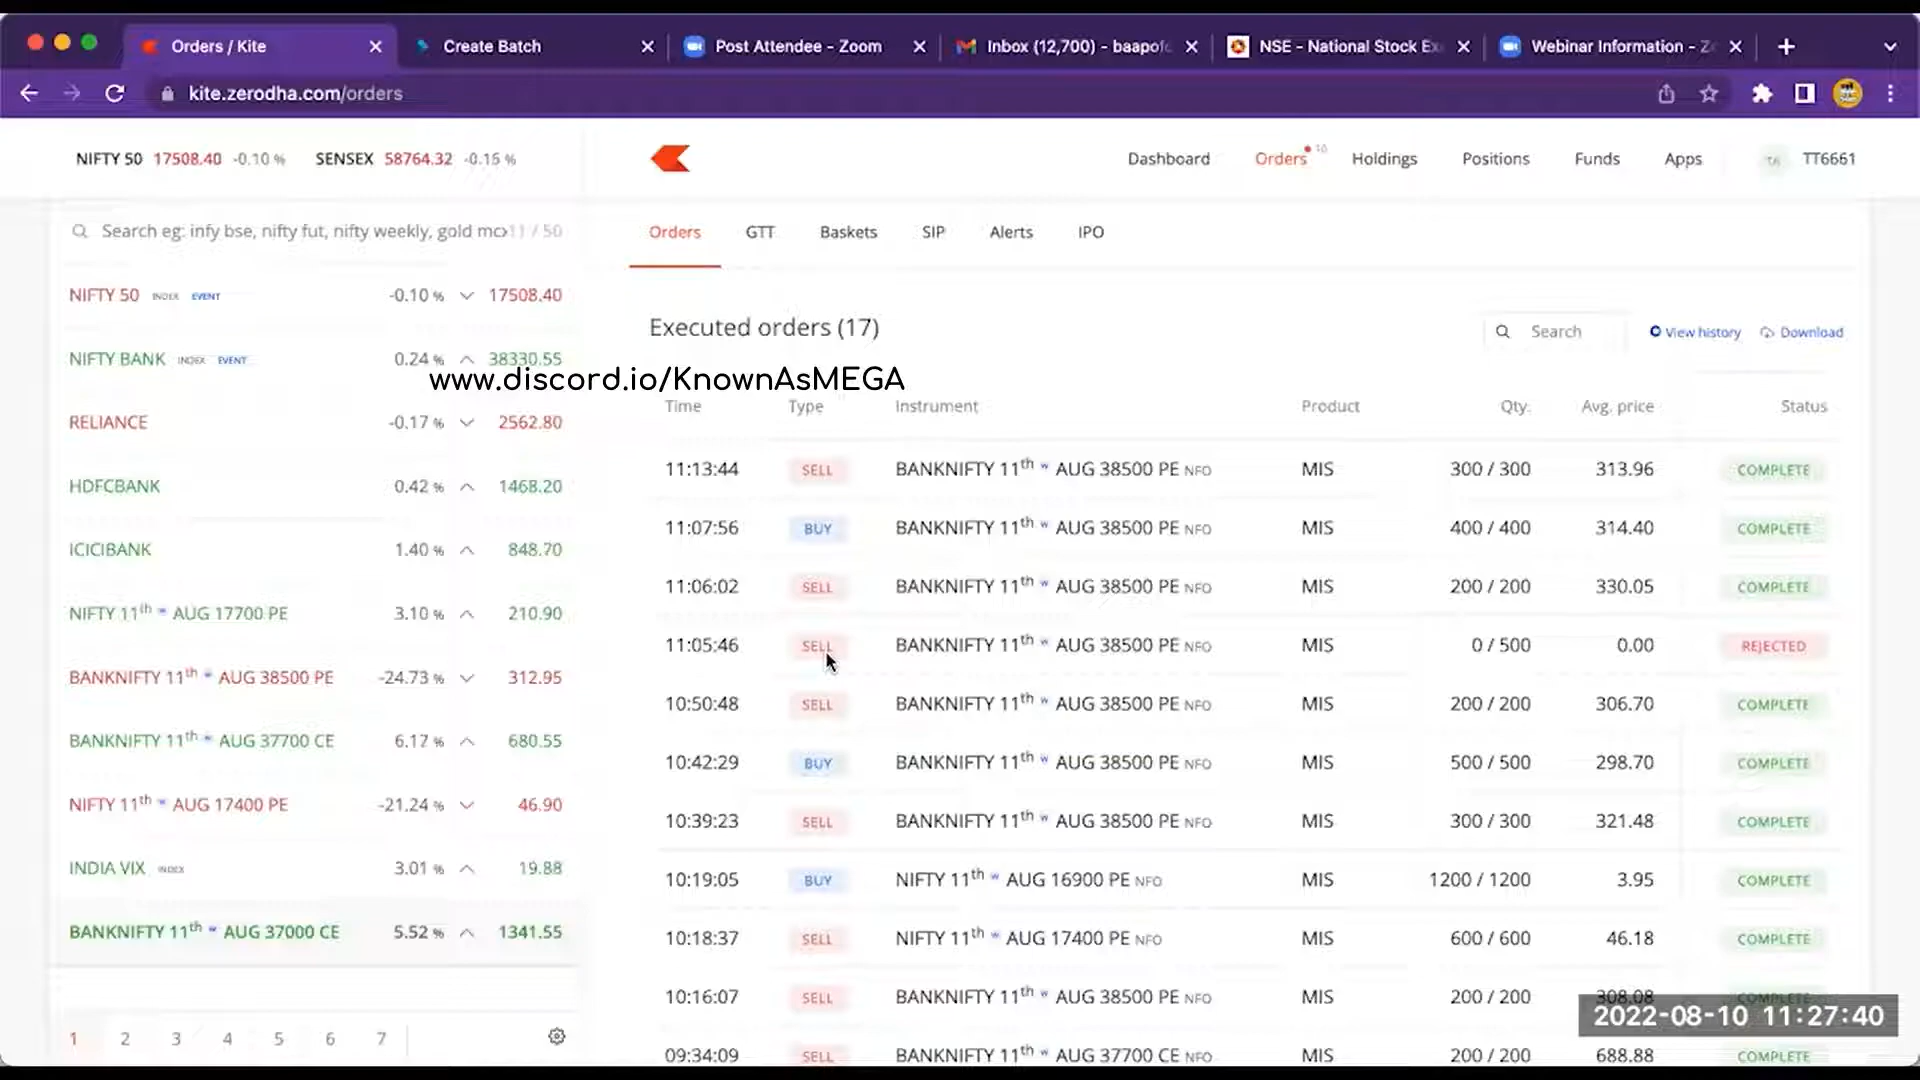 Orders / Kite
Create Batch
Post Attendee - Zoom
Inbox (12,700) - baapofc
NSE - National Stock Ex
Webinar Information - Z
kite.zerodha.com/orders
NIFTY 50 17508.40 -0.10 % SENSEX 58764.32 -0.15 %
Dashboard Orders 10 Holdings Positions Funds Apps TT6661
Search eg: infy bse, nifty fut, nifty weekly, gold mcx 11 / 50
Orders GTT Baskets SIP Alerts IPO
NIFTY 50 INDEX EVENT -0.10 % 17508.40
NIFTY BANK INDEX EVENT 0.24 % 38330.55
RELIANCE -0.17 % 2562.80
HDFCBANK 0.42 % 1468.20
ICICIBANK 1.40 % 848.70
NIFTY 11th w AUG 17700 PE 3.10 % 210.90
BANKNIFTY 11th w AUG 38500 PE -24.73 % 312.95
BANKNIFTY 11th w AUG 37700 CE 6.17 % 680.55
NIFTY 11th w AUG 17400 PE -21.24 % 46.90
INDIA VIX INDEX 3.01 % 19.88
BANKNIFTY 11th w AUG 37000 CE 5.52 % 1341.55
1 2 3 4 5 6 7
Executed orders (17)
Search View history Download
www.discord.io/KnownAsMEGA
Time Type Instrument Product Qty. Avg. price Status
11:13:44 SELL BANKNIFTY 11th w AUG 38500 PE NFO MIS 300 / 300 313.96 COMPLETE
11:07:56 BUY BANKNIFTY 11th w AUG 38500 PE NFO MIS 400 / 400 314.40 COMPLETE
11:06:02 SELL BANKNIFTY 11th w AUG 38500 PE NFO MIS 200 / 200 330.05 COMPLETE
11:05:46 SELL BANKNIFTY 11th w AUG 38500 PE NFO MIS 0 / 500 0.00 REJECTED
10:50:48 SELL BANKNIFTY 11th w AUG 38500 PE NFO MIS 200 / 200 306.70 COMPLETE
10:42:29 BUY BANKNIFTY 11th w AUG 38500 PE NFO MIS 500 / 500 298.70 COMPLETE
10:39:23 SELL BANKNIFTY 11th w AUG 38500 PE NFO MIS 300 / 300 321.48 COMPLETE
10:19:05 BUY NIFTY 11th w AUG 16900 PE NFO MIS 1200 / 1200 3.95 COMPLETE
10:18:37 SELL NIFTY 11th w AUG 17400 PE NFO MIS 600 / 600 46.18 COMPLETE
10:16:07 SELL BANKNIFTY 11th w AUG 38500 PE NFO MIS 200 / 200 308.08 COMPLETE
09:34:09 SELL BANKNIFTY 11th w AUG 37700 CE NFO MIS 200 / 200 688.88 COMPLETE
2022-08-10 11:27:40